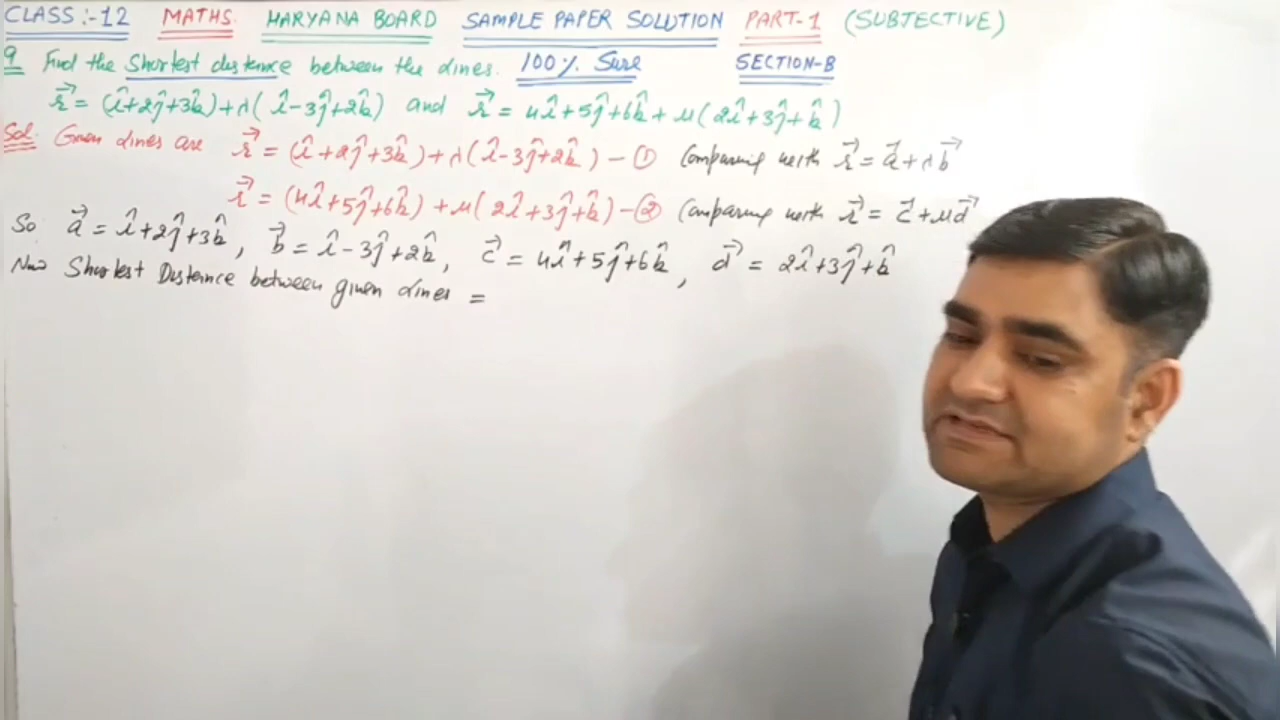 CLASS:-12 MATHS. HARYANA BOARD SAMPLE PAPER SOLUTION PART-1 (SUBJECTIVE)
Q Find the Shortest distance between the lines. 100% Sure SECTION-B
r⃗ = (î+2ĵ+3k̂)+λ(î-3ĵ+2k̂) and r⃗ = 4î+5ĵ+6k̂+μ(2î+3ĵ+k̂)
Sol. Given lines are r⃗ = (î+2ĵ+3k̂)+λ(î-3ĵ+2k̂) – ① Comparing with r⃗ = a⃗+λb⃗
r⃗ = (4î+5ĵ+6k̂)+μ(2î+3ĵ+k̂) – ② Comparing with r⃗ = c⃗+μd⃗
So a⃗ = î+2ĵ+3k̂, b⃗ = î-3ĵ+2k̂, c⃗ = 4î+5ĵ+6k̂, d⃗ = 2î+3ĵ+k̂
Now Shortest Distance between given lines =